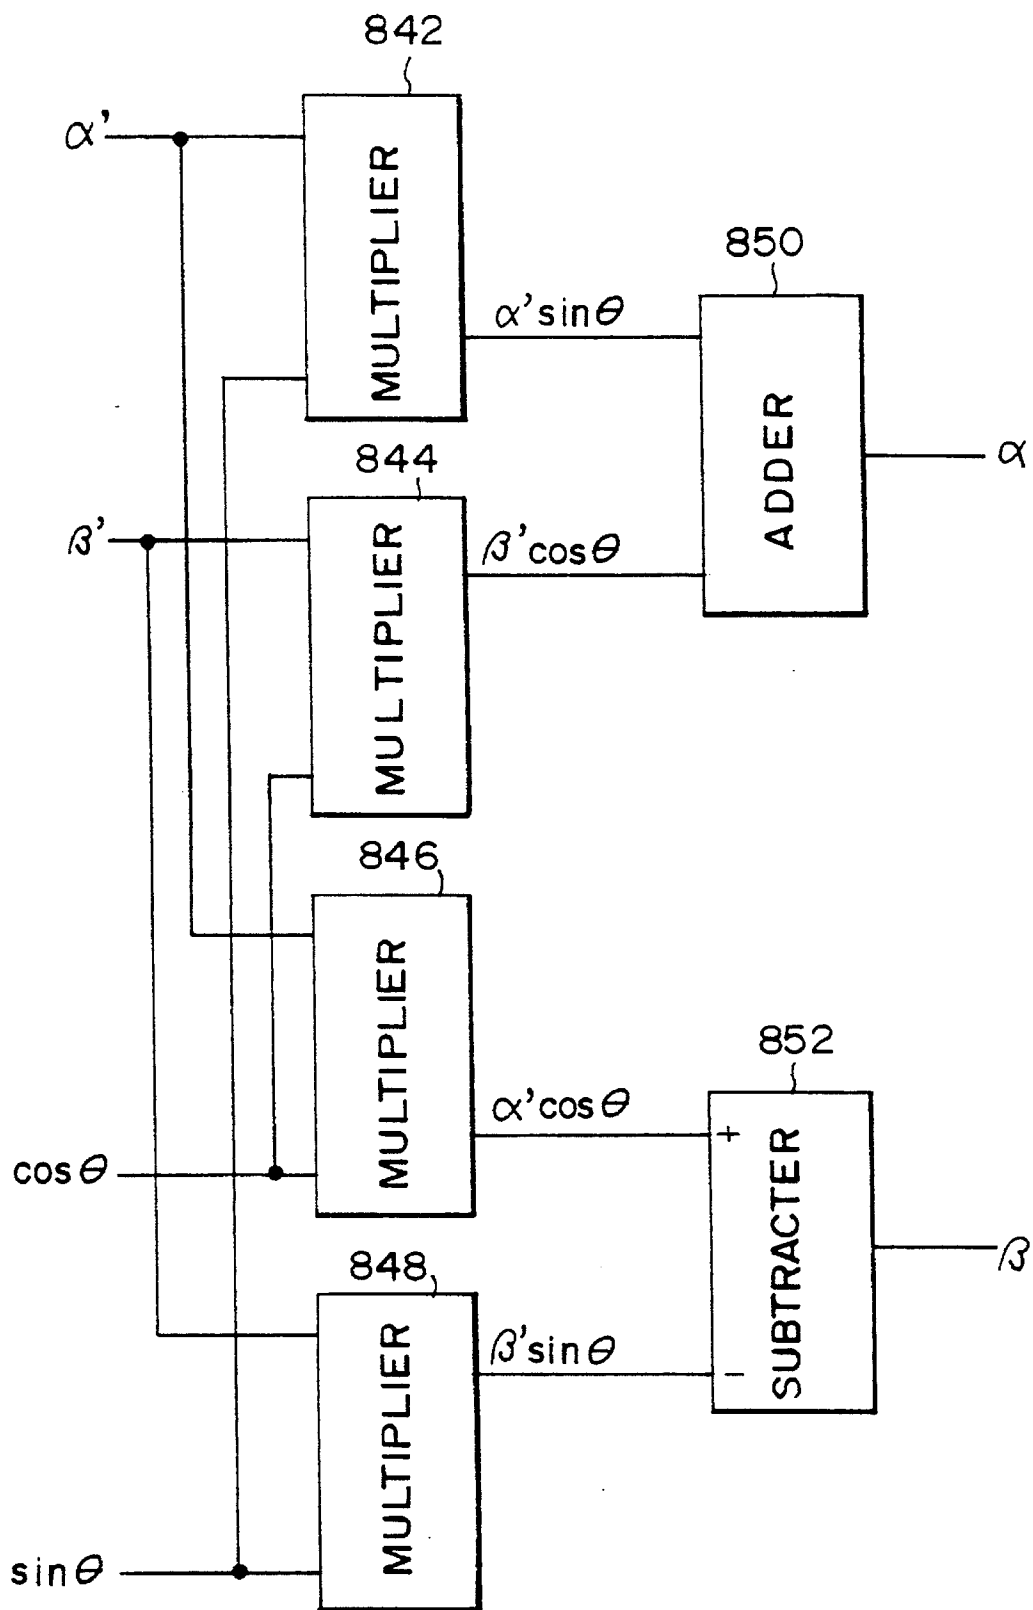 842
α'
MULTIPLIER
850
α'sinθ
ADDER
α
844
β'
MULTIPLIER
β'cosθ
846
MULTIPLIER
852
α'cosθ
+
cosθ
SUBTRACTER
β
848
MULTIPLIER
β'sinθ
−
sinθ